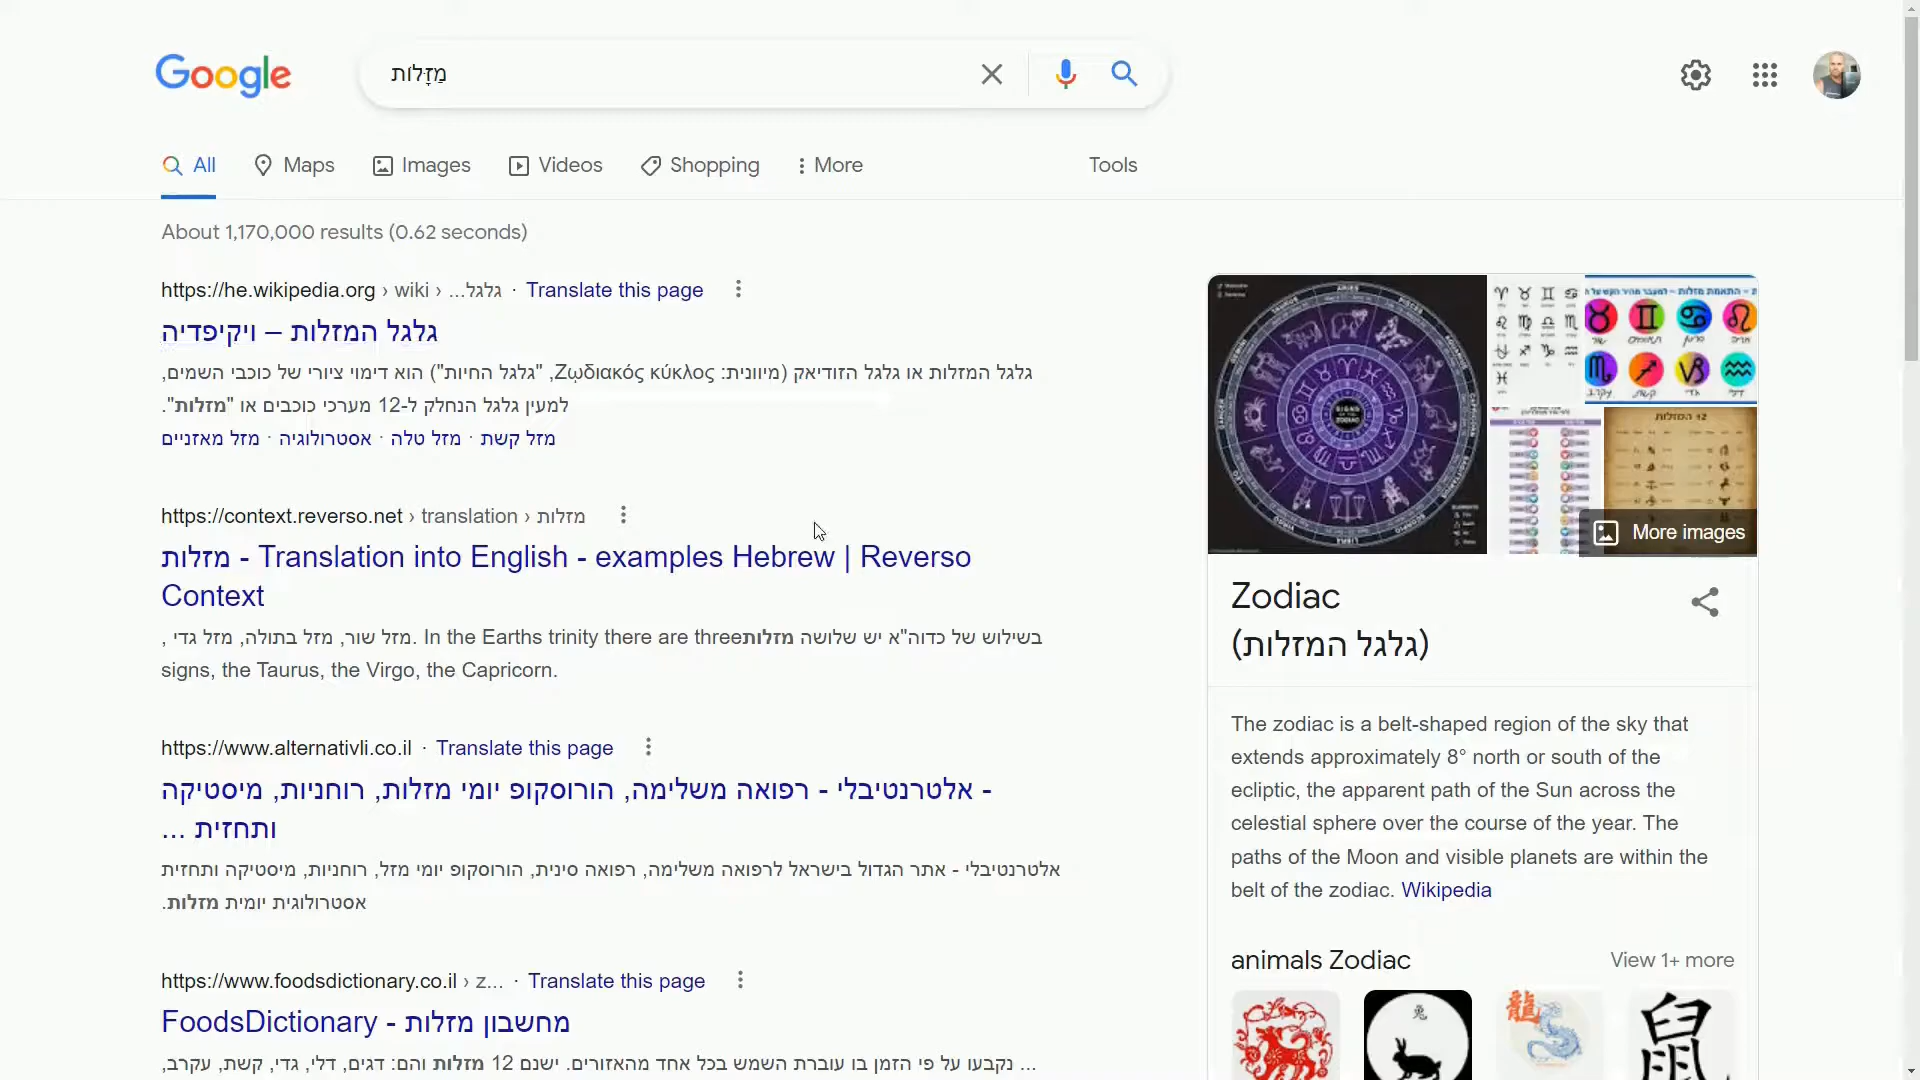 Google
מַזָּלוֹת
All
Maps
Images
Videos
Shopping
More
Tools
About 1,170,000 results (0.62 seconds)
https://he.wikipedia.org › wiki › ...גלגל · Translate this page
גלגל המזלות – ויקיפדיה
גלגל המזלות או גלגל הזודיאק (מיוונית: Ζῳδιακός κύκλος, "גלגל החיות") הוא דימוי ציורי של כוכבי השמים,
למעין גלגל הנחלק ל-12 מערכי כוכבים או "מזלות".
מזל קשת · מזל טלה · אסטרולוגיה · מזל מאזניים
https://context.reverso.net › translation › מזלות
מזלות - Translation into English - examples Hebrew | Reverso
Context
בשילוש של כדוה"א יש שלושה מזלות, מזל שור, מזל בתולה, מזל גדי. In the Earths trinity there are three
signs, the Taurus, the Virgo, the Capricorn.
https://www.alternativli.co.il · Translate this page
אלטרנטיבלי - רפואה משלימה, הורוסקופ יומי מזלות, רוחניות, מיסטיקה -
ותחזית ...
אלטרנטיבלי - אתר הגדול בישראל לרפואה משלימה, רפואה סינית, הורוסקופ יומי מזל, רוחניות, מיסטיקה ותחזית
אסטרולוגית יומית מזלות.
https://www.foodsdictionary.co.il › z... · Translate this page
FoodsDictionary - מחשבון מזלות
... נקבעו על פי הזמן בו עוברת השמש בכל אחד מהאזורים. ישנם 12 מזלות והם: דגים, דלי, גדי, קשת, עקרב,
SIGNS OF THE ZODIAC
12 המזלות
More images
Zodiac
(גלגל המזלות)
The zodiac is a belt-shaped region of the sky that
extends approximately 8° north or south of the
ecliptic, the apparent path of the Sun across the
celestial sphere over the course of the year. The
paths of the Moon and visible planets are within the
belt of the zodiac. Wikipedia
animals Zodiac
View 1+ more
龍
鼠